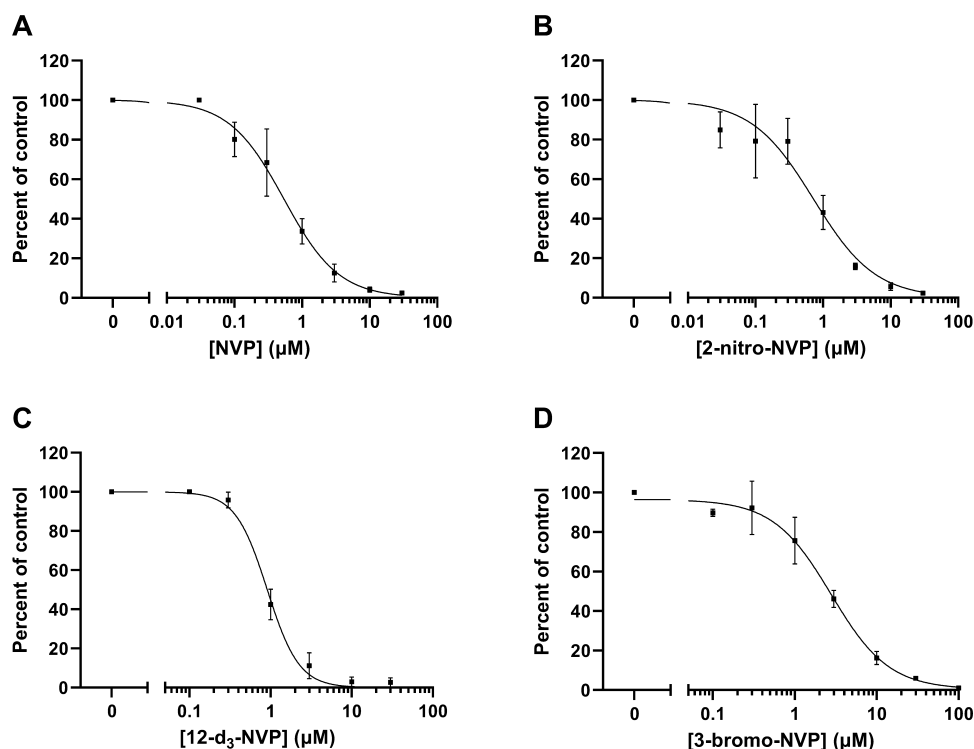 A
Percent of control
120
100
80
60
40
20
0
0 0.01 0.1 1 10 100
[NVP] (µM)
B
Percent of control
120
100
80
60
40
20
0
0 0.01 0.1 1 10 100
[2-nitro-NVP] (µM)
C
Percent of control
120
100
80
60
40
20
0
0 0.1 1 10 100
[12-d₃-NVP] (µM)
D
Percent of control
120
100
80
60
40
20
0
0 0.1 1 10 100
[3-bromo-NVP] (µM)